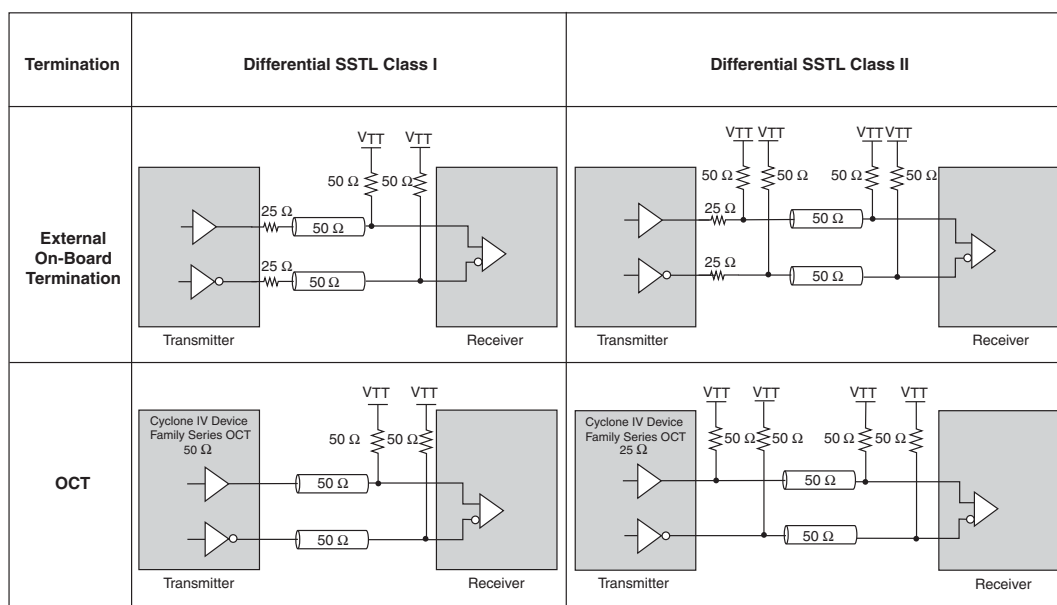 Termination
Differential SSTL Class I
Differential SSTL Class II
External
On-Board
Termination
VTT VTT
50 Ω 50 Ω
25 Ω
50 Ω
25 Ω
50 Ω
Transmitter
Receiver
VTT VTT VTT VTT
50 Ω 50 Ω 50 Ω 50 Ω
25 Ω
50 Ω
25 Ω
50 Ω
Transmitter
Receiver
OCT
Cyclone IV Device
Family Series OCT
50 Ω
VTT VTT
50 Ω 50 Ω
50 Ω
50 Ω
Transmitter
Receiver
Cyclone IV Device
Family Series OCT
25 Ω
VTT VTT VTT VTT
50 Ω 50 Ω 50 Ω 50 Ω
50 Ω
50 Ω
Transmitter
Receiver